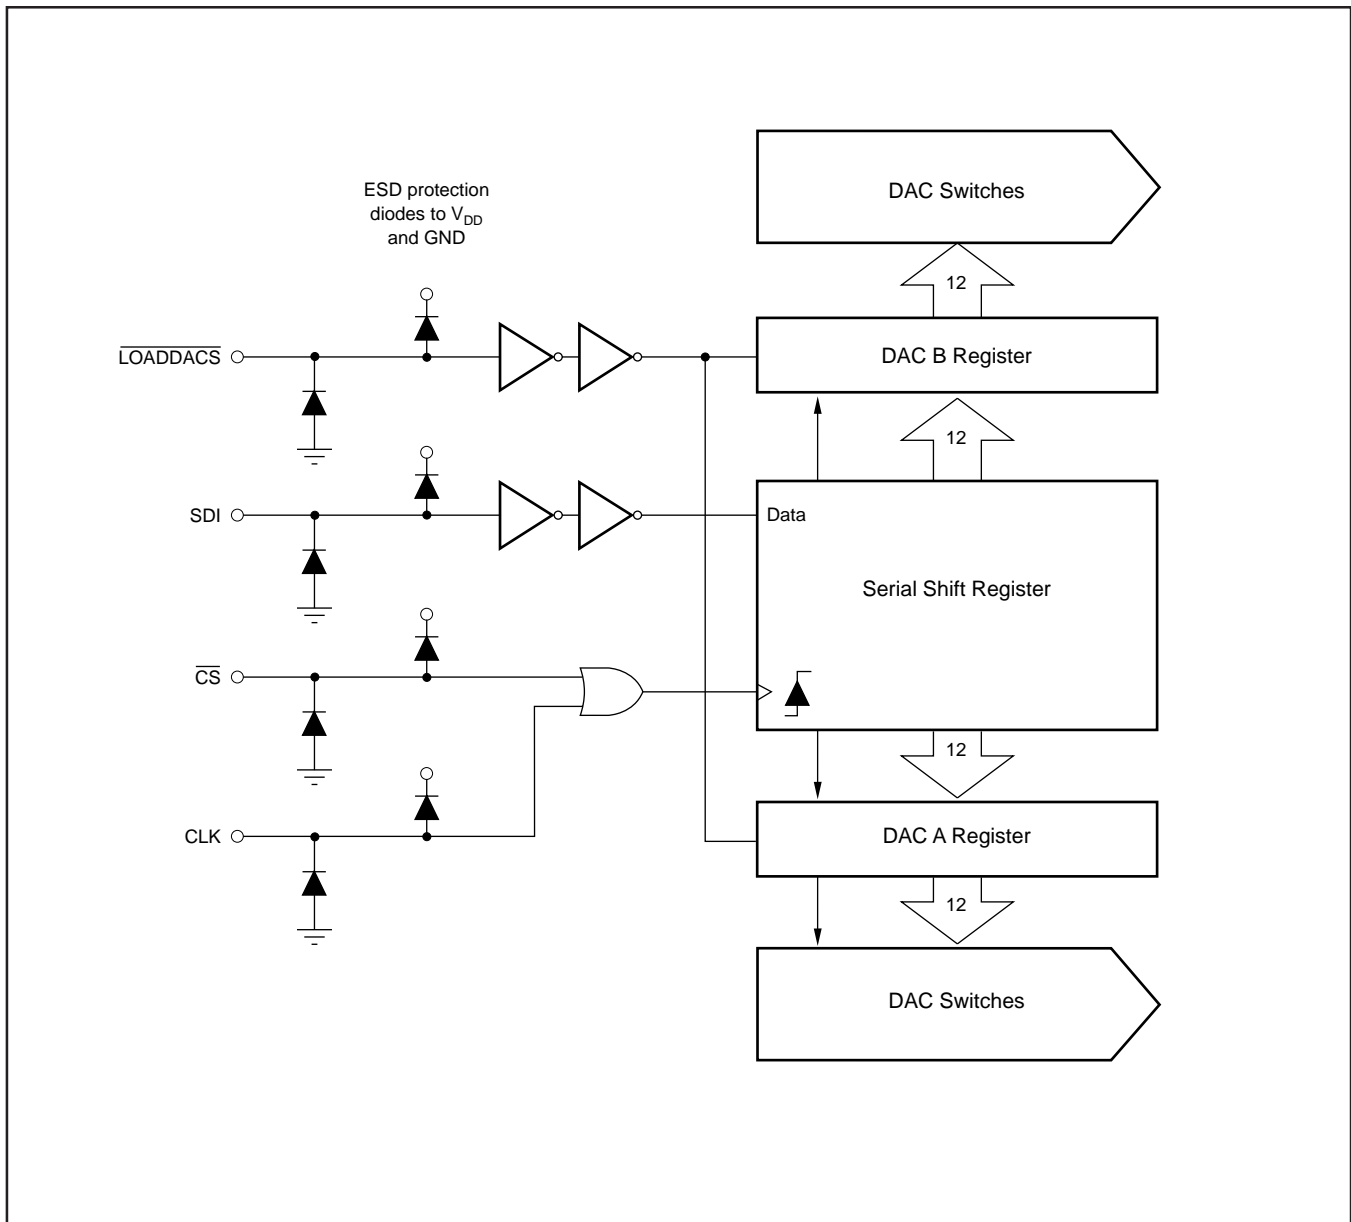 DAC Switches
ESD protection
diodes to VDD
and GND
12
LOADDACS
DAC B Register
12
SDI
Data
Serial Shift Register
CS
12
CLK
DAC A Register
12
DAC Switches